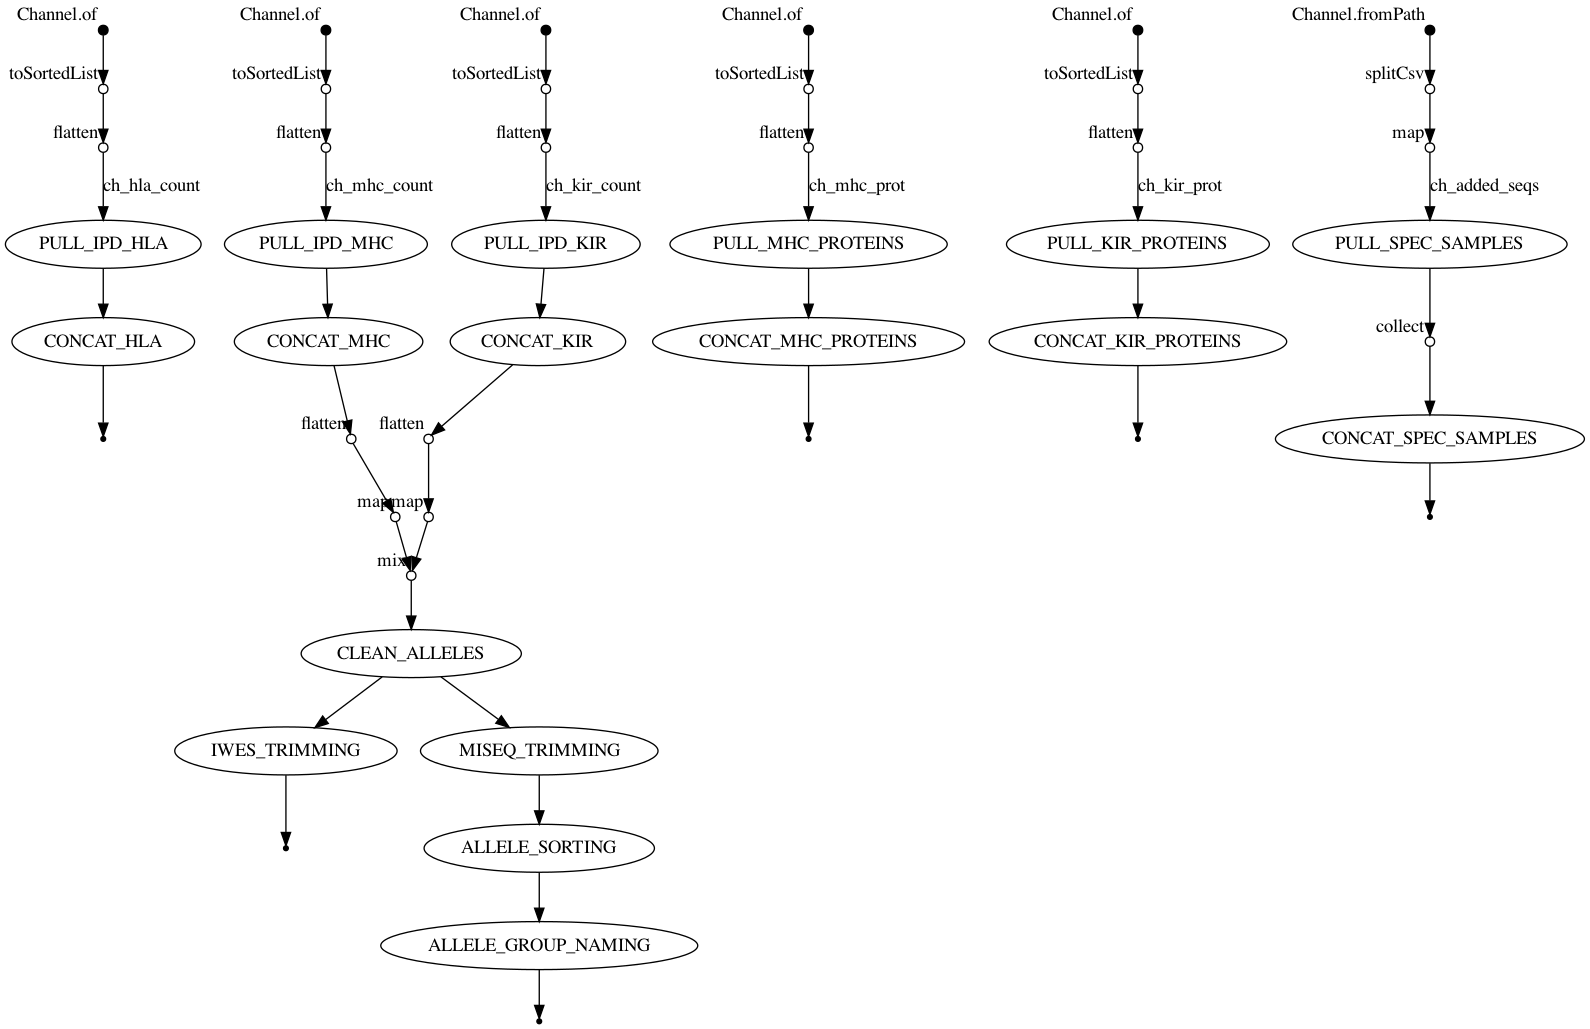 Channel.of Channel.of Channel.of Channel.of Channel.of Channel.fromPath
toSortedList toSortedList toSortedList toSortedList toSortedList splitCsv
flatten flatten flatten flatten flatten map
ch_hla_count ch_mhc_count ch_kir_count ch_mhc_prot ch_kir_prot ch_added_seqs
PULL_IPD_HLA PULL_IPD_MHC PULL_IPD_KIR PULL_MHC_PROTEINS PULL_KIR_PROTEINS PULL_SPEC_SAMPLES
collect
CONCAT_HLA CONCAT_MHC CONCAT_KIR CONCAT_MHC_PROTEINS CONCAT_KIR_PROTEINS
flatten flatten
CONCAT_SPEC_SAMPLES
map map
mix
CLEAN_ALLELES
IWES_TRIMMING MISEQ_TRIMMING
ALLELE_SORTING
ALLELE_GROUP_NAMING